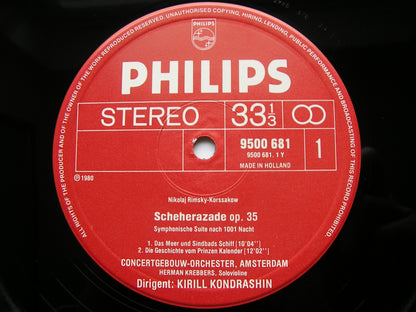 ALL RIGHTS OF THE PRODUCER AND OF THE OWNER OF THE WORK REPRODUCED RESERVED. UNAUTHORISED COPYING, HIRING, LENDING, PUBLIC PERFORMANCE AND BROADCASTING OF THIS RECORD PROHIBITED.
PHILIPS
PHILIPS
STEREO
33 1/3
9500 681
9500 681. 1 Y
MADE IN HOLLAND
1
℗ 1980
Nikolaj Rimsky-Korssakow
Scheherazade op. 35
Symphonische Suite nach 1001 Nacht
1. Das Meer und Sindbads Schiff [10'04'']
2. Die Geschichte vom Prinzen Kalender [12'02'']
CONCERTGEBOUW-ORCHESTER, AMSTERDAM
HERMAN KREBBERS, Solovioline
Dirigent: KIRILL KONDRASHIN